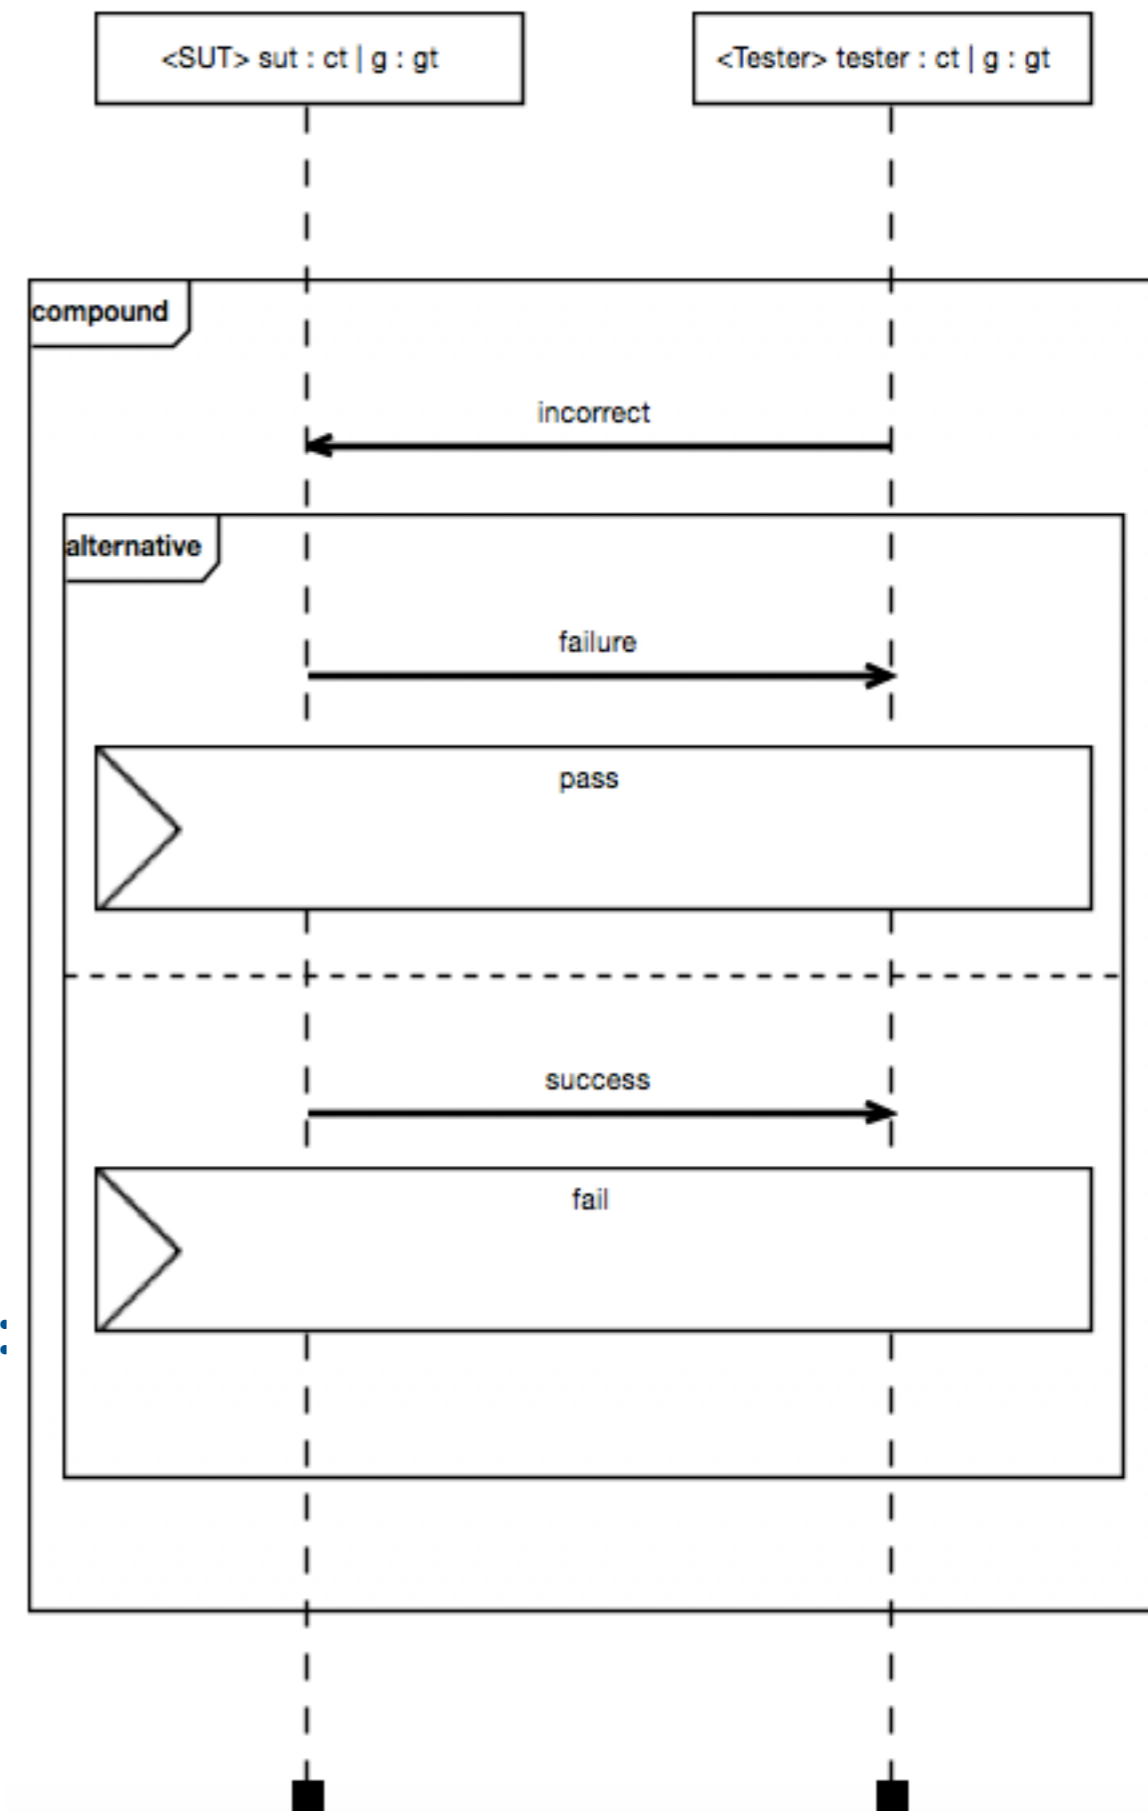 <SUT> sut : ct | g : gt
<Tester> tester : ct | g : gt
compound
incorrect
alternative
failure
pass
success
fail